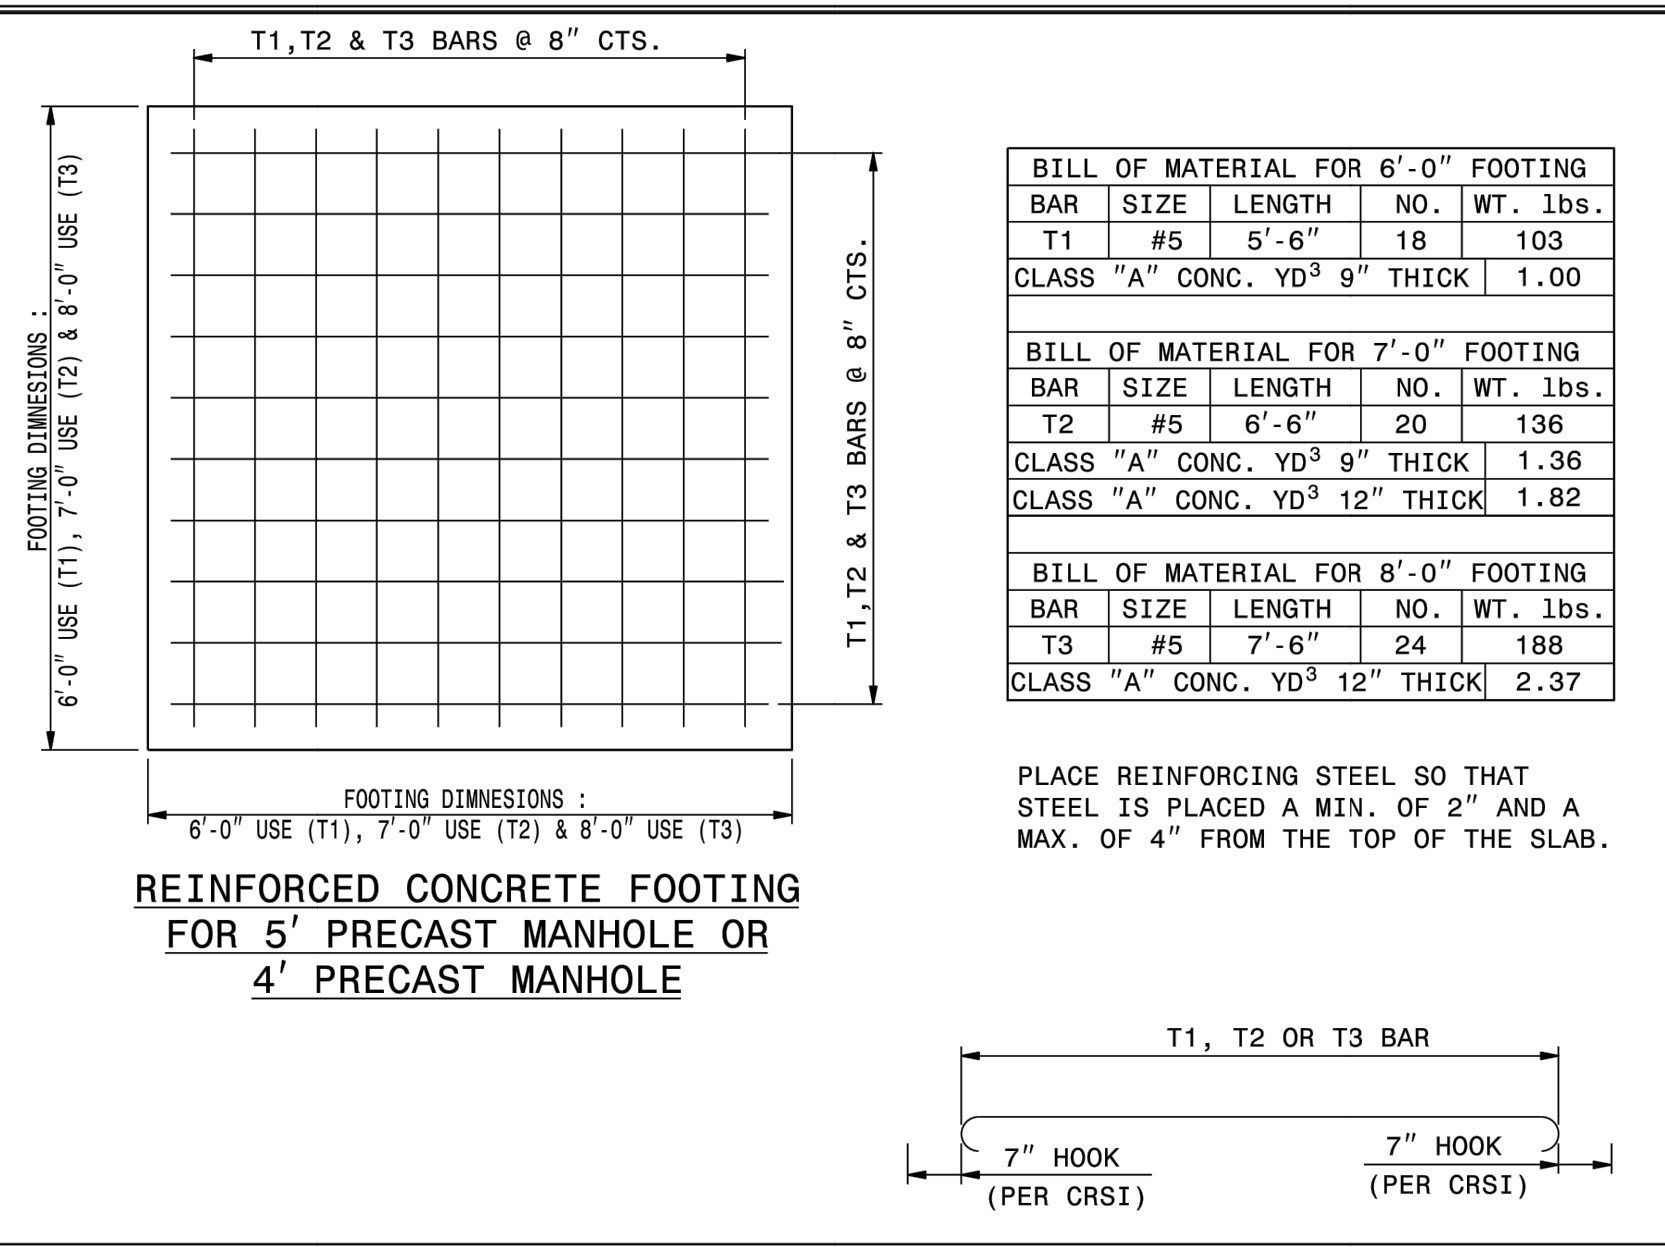 T1,T2 & T3 BARS @ 8″ CTS.
FOOTING DIMNESIONS :
6′-0″ USE (T1), 7′-0″ USE (T2) & 8′-0″ USE (T3)
T1,T2 & T3 BARS @ 8″ CTS.
FOOTING DIMNESIONS :
6′-0″ USE (T1), 7′-0″ USE (T2) & 8′-0″ USE (T3)
REINFORCED CONCRETE FOOTING
FOR 5′ PRECAST MANHOLE OR
4′ PRECAST MANHOLE
BILL OF MATERIAL FOR 6′-0″ FOOTING
BAR SIZE LENGTH NO. WT. lbs.
T1 #5 5′-6″ 18 103
CLASS ″A″ CONC. YD³ 9″ THICK 1.00
BILL OF MATERIAL FOR 7′-0″ FOOTING
BAR SIZE LENGTH NO. WT. lbs.
T2 #5 6′-6″ 20 136
CLASS ″A″ CONC. YD³ 9″ THICK 1.36
CLASS ″A″ CONC. YD³ 12″ THICK 1.82
BILL OF MATERIAL FOR 8′-0″ FOOTING
BAR SIZE LENGTH NO. WT. lbs.
T3 #5 7′-6″ 24 188
CLASS ″A″ CONC. YD³ 12″ THICK 2.37
PLACE REINFORCING STEEL SO THAT
STEEL IS PLACED A MIN. OF 2″ AND A
MAX. OF 4″ FROM THE TOP OF THE SLAB.
T1, T2 OR T3 BAR
7″ HOOK
(PER CRSI)
7″ HOOK
(PER CRSI)